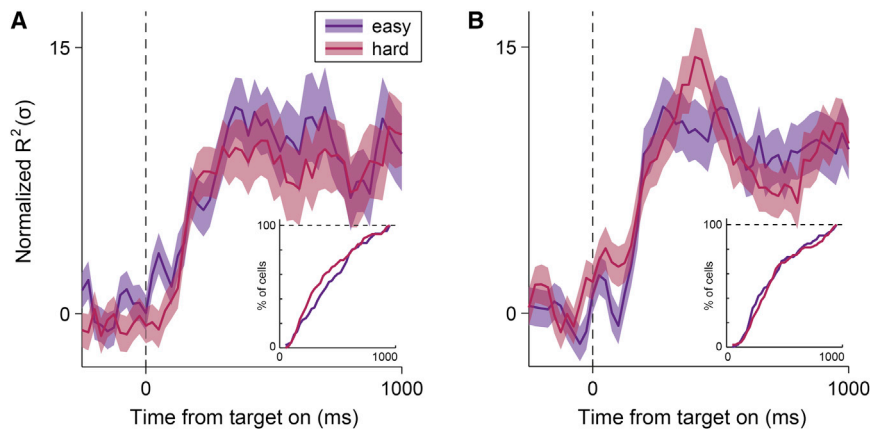 A
easy
hard
15
0
Normalized R²(σ)
0
1000
Time from target on (ms)
100
% of cells
0
0
1000
B
15
0
0
1000
Time from target on (ms)
100
% of cells
0
0
1000